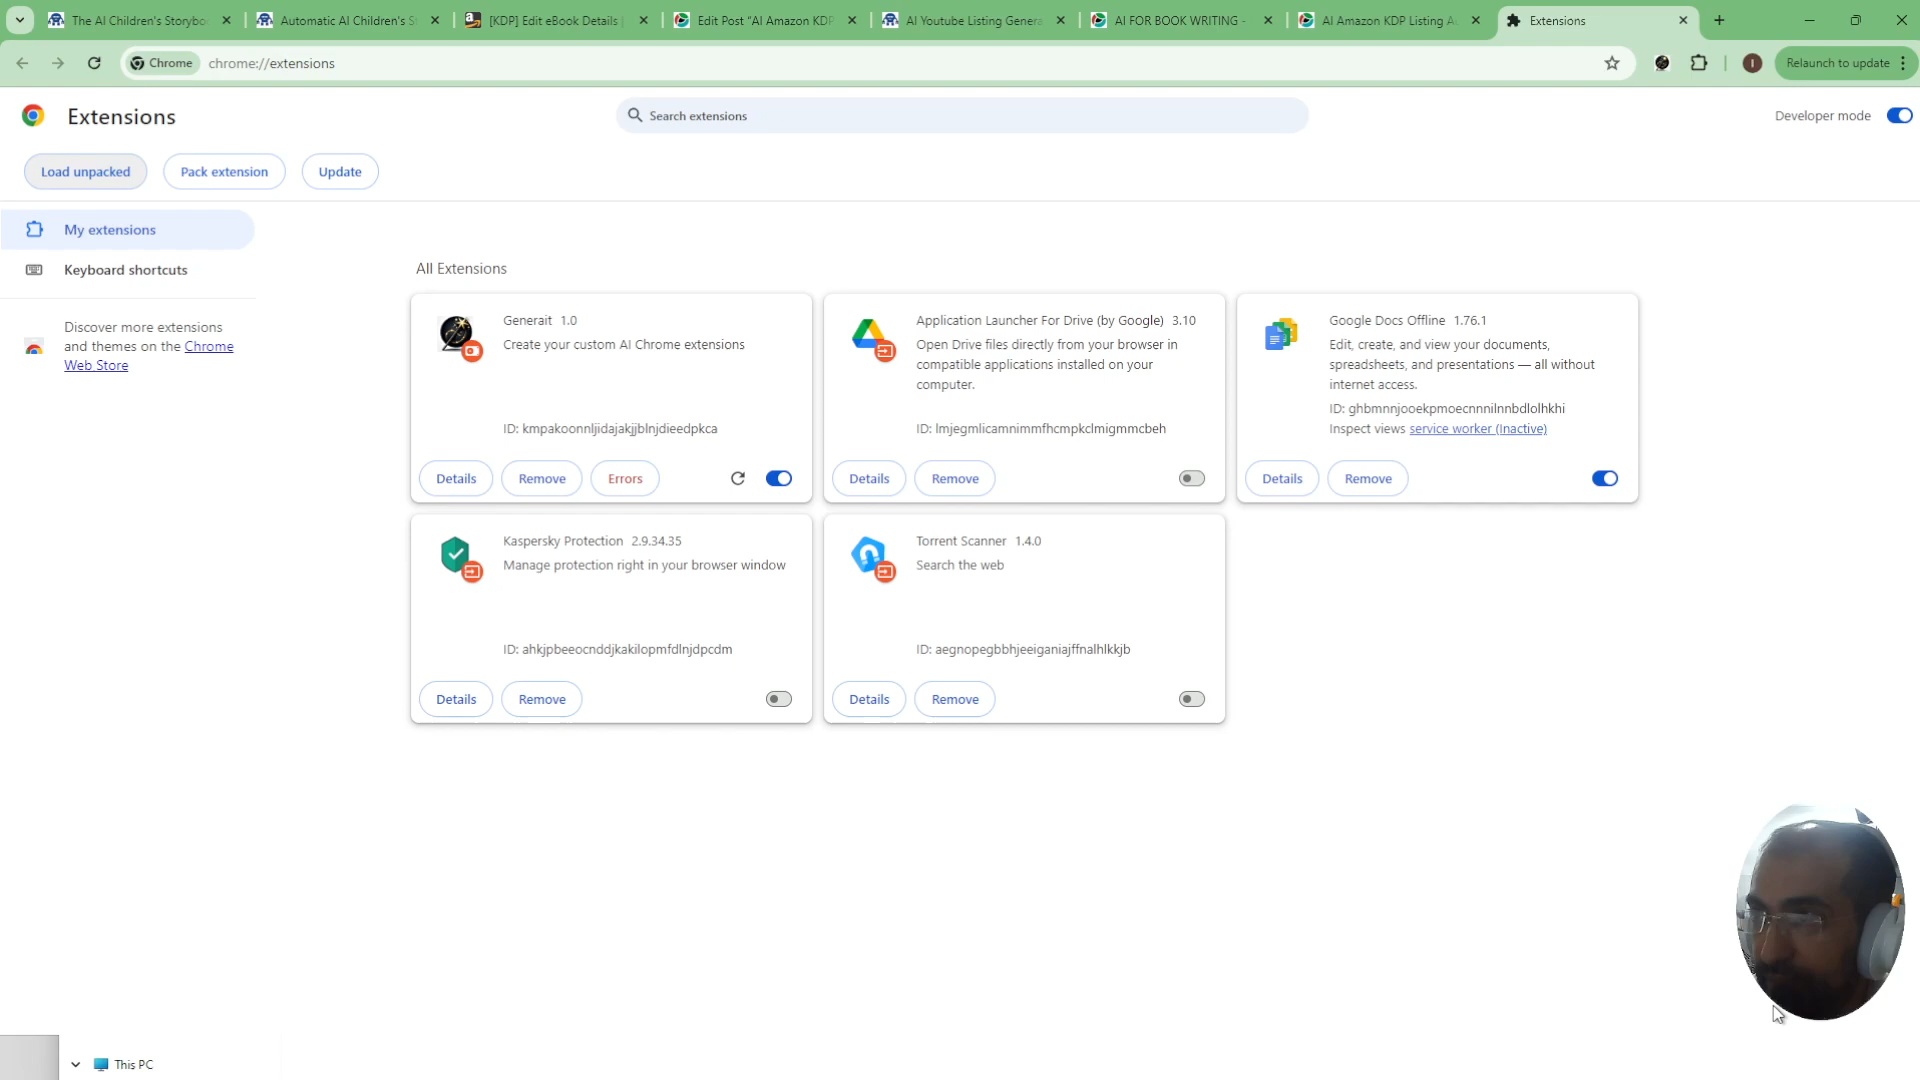 The AI Children's Storybo
Automatic AI Children's S
[KDP] Edit eBook Details
Edit Post "AI Amazon KDP
AI Youtube Listing Genera
AI FOR BOOK WRITING -
AI Amazon KDP Listing Au
Extensions
Chrome
chrome://extensions
I
Relaunch to update
Extensions
Search extensions
Developer mode
Load unpacked
Pack extension
Update
My extensions
Keyboard shortcuts
Discover more extensions
and themes on the Chrome
Web Store
All Extensions
Generait 1.0
Create your custom AI Chrome extensions
ID: kmpakoonnljidajakjjblnjdieedpkca
Details
Remove
Errors
Application Launcher For Drive (by Google) 3.10
Open Drive files directly from your browser in
compatible applications installed on your
computer.
ID: lmjegmlicamnimmfhcmpkclmigmmcbeh
Details
Remove
Google Docs Offline 1.76.1
Edit, create, and view your documents,
spreadsheets, and presentations — all without
internet access.
ID: ghbmnnjooekpmoecnnnilnnbdlolhkhi
Inspect views service worker (Inactive)
Details
Remove
Kaspersky Protection 2.9.34.35
Manage protection right in your browser window
ID: ahkjpbeeocnddjkakilopmfdlnjdpcdm
Details
Remove
Torrent Scanner 1.4.0
Search the web
ID: aegnopegbbhjeeiganiajffnalhlkkjb
Details
Remove
This PC